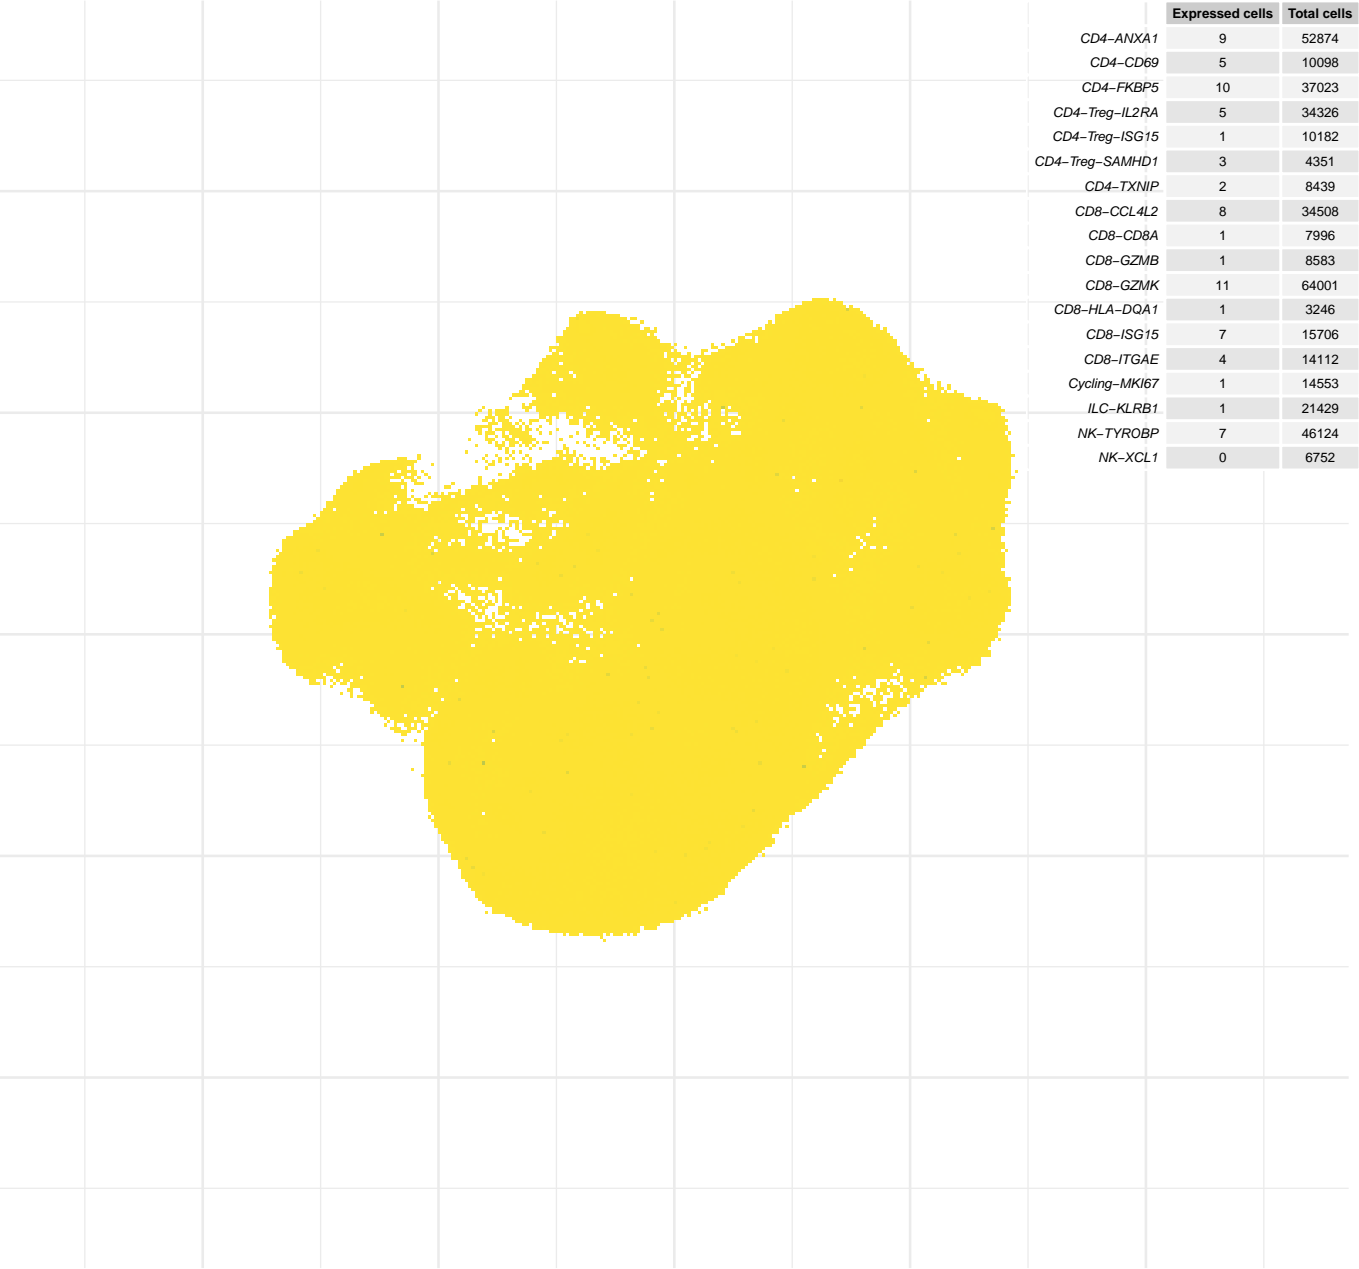 Expressed cells Total cells
CD4−ANXA1 9 52874
CD4−CD69 5 10098
CD4−FKBP5 10 37023
CD4−Treg−IL2RA 5 34326
CD4−Treg−ISG15 1 10182
CD4−Treg−SAMHD1 3 4351
CD4−TXNIP 2 8439
CD8−CCL4L2 8 34508
CD8−CD8A 1 7996
CD8−GZMB 1 8583
CD8−GZMK 11 64001
CD8−HLA−DQA1 1 3246
CD8−ISG15 7 15706
CD8−ITGAE 4 14112
Cycling−MKI67 1 14553
ILC−KLRB1 1 21429
NK−TYROBP 7 46124
NK−XCL1 0 6752